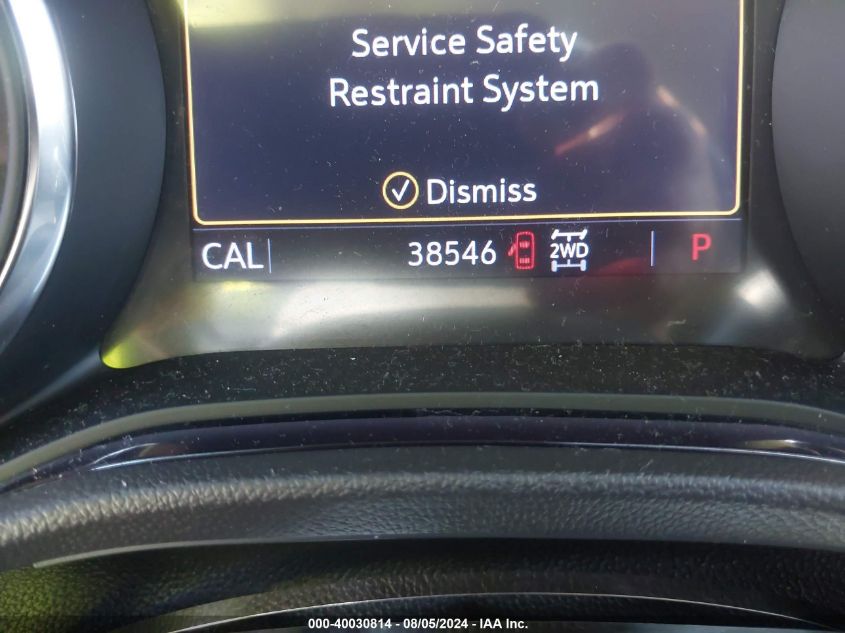 Service Safety
Restraint System
Dismiss
CAL 38546 2WD P
000-40030814 - 08/05/2024 - IAA Inc.